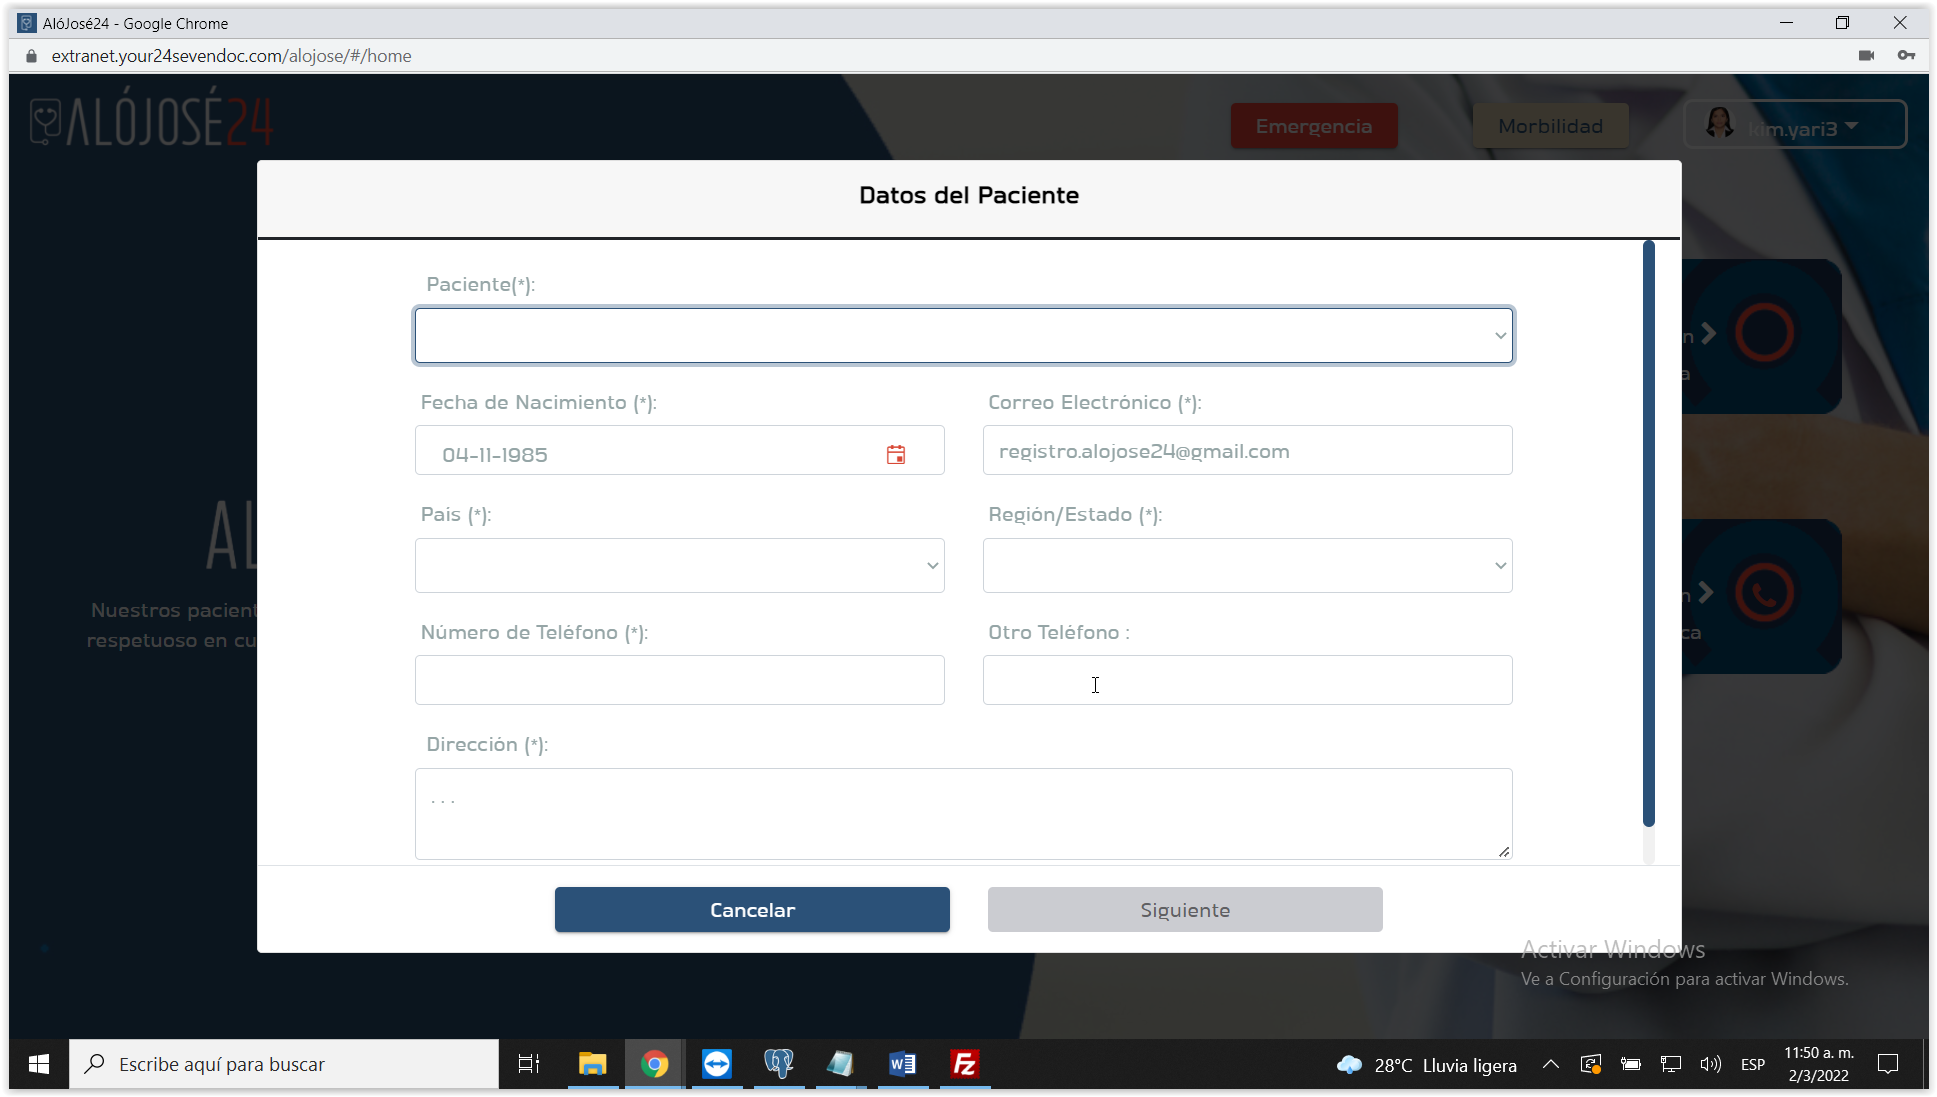 AlóJosé24 - Google Chrome
extranet.your24sevendoc.com/alojose/#/home
ALÓJOSÉ24
Emergencia
Morbilidad
kim.yari3
Datos del Paciente
Paciente(*):
Fecha de Nacimiento (*):
Correo Electrónico (*):
04-11-1985
registro.alojose24@gmail.com
País (*):
Región/Estado (*):
Número de Teléfono (*):
Otro Teléfono :
Dirección (*):
...
AL
Nuestros pacient
respetuoso en cu
n
a
n
ca
Cancelar
Siguiente
Activar Windows
Ve a Configuración para activar Windows.
Escribe aquí para buscar
28°C Lluvia ligera
ESP
11:50 a. m.
2/3/2022